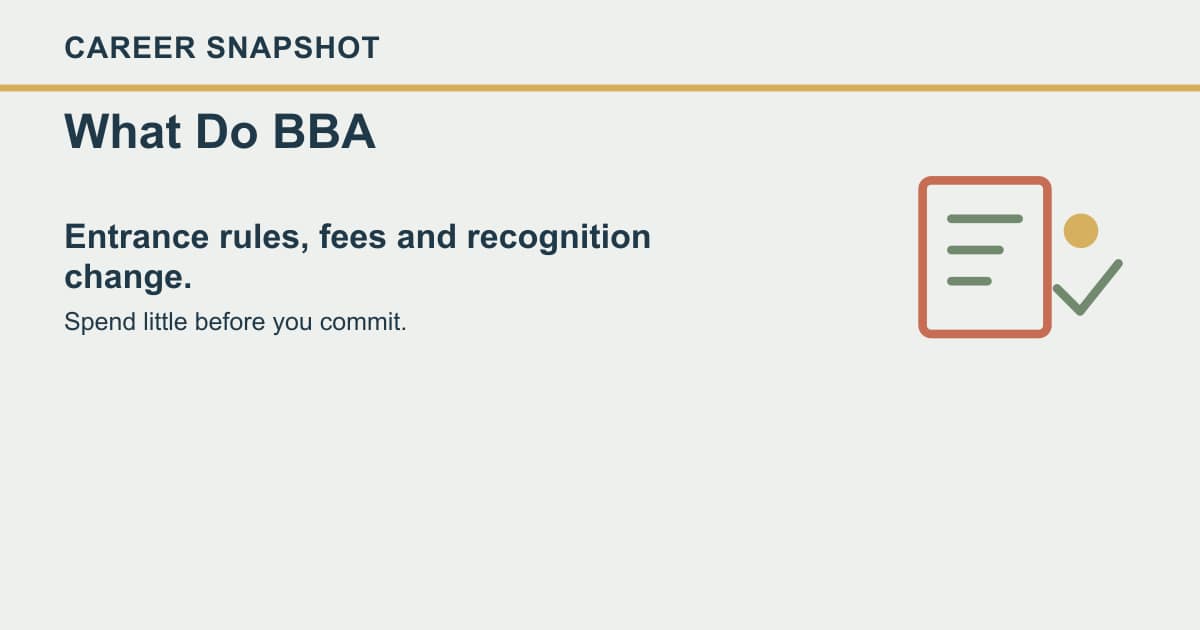 CAREER SNAPSHOT
What Do BBA
Entrance rules, fees and recognition
change.
Spend little before you commit.